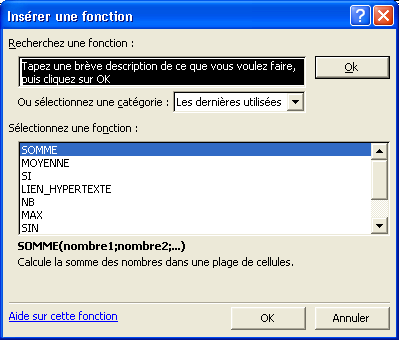 Insérer une fonction
Recherchez une fonction :
Tapez une brève description de ce que vous voulez faire,
puis cliquez sur OK
Ok
Ou sélectionnez une catégorie : Les dernières utilisées
Sélectionnez une fonction :
SOMME
MOYENNE
SI
LIEN_HYPERTEXTE
NB
MAX
SIN
SOMME(nombre1;nombre2;...)
Calcule la somme des nombres dans une plage de cellules.
Aide sur cette fonction
OK
Annuler